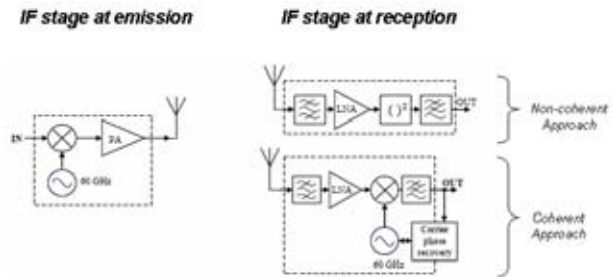 IF stage at emission
IF stage at reception
IN
PA
60 GHz
LNA
( )²
OUT
Non-coherent
Approach
LNA
OUT
60 GHz
Carrier
phase
recovery
Coherent
Approach